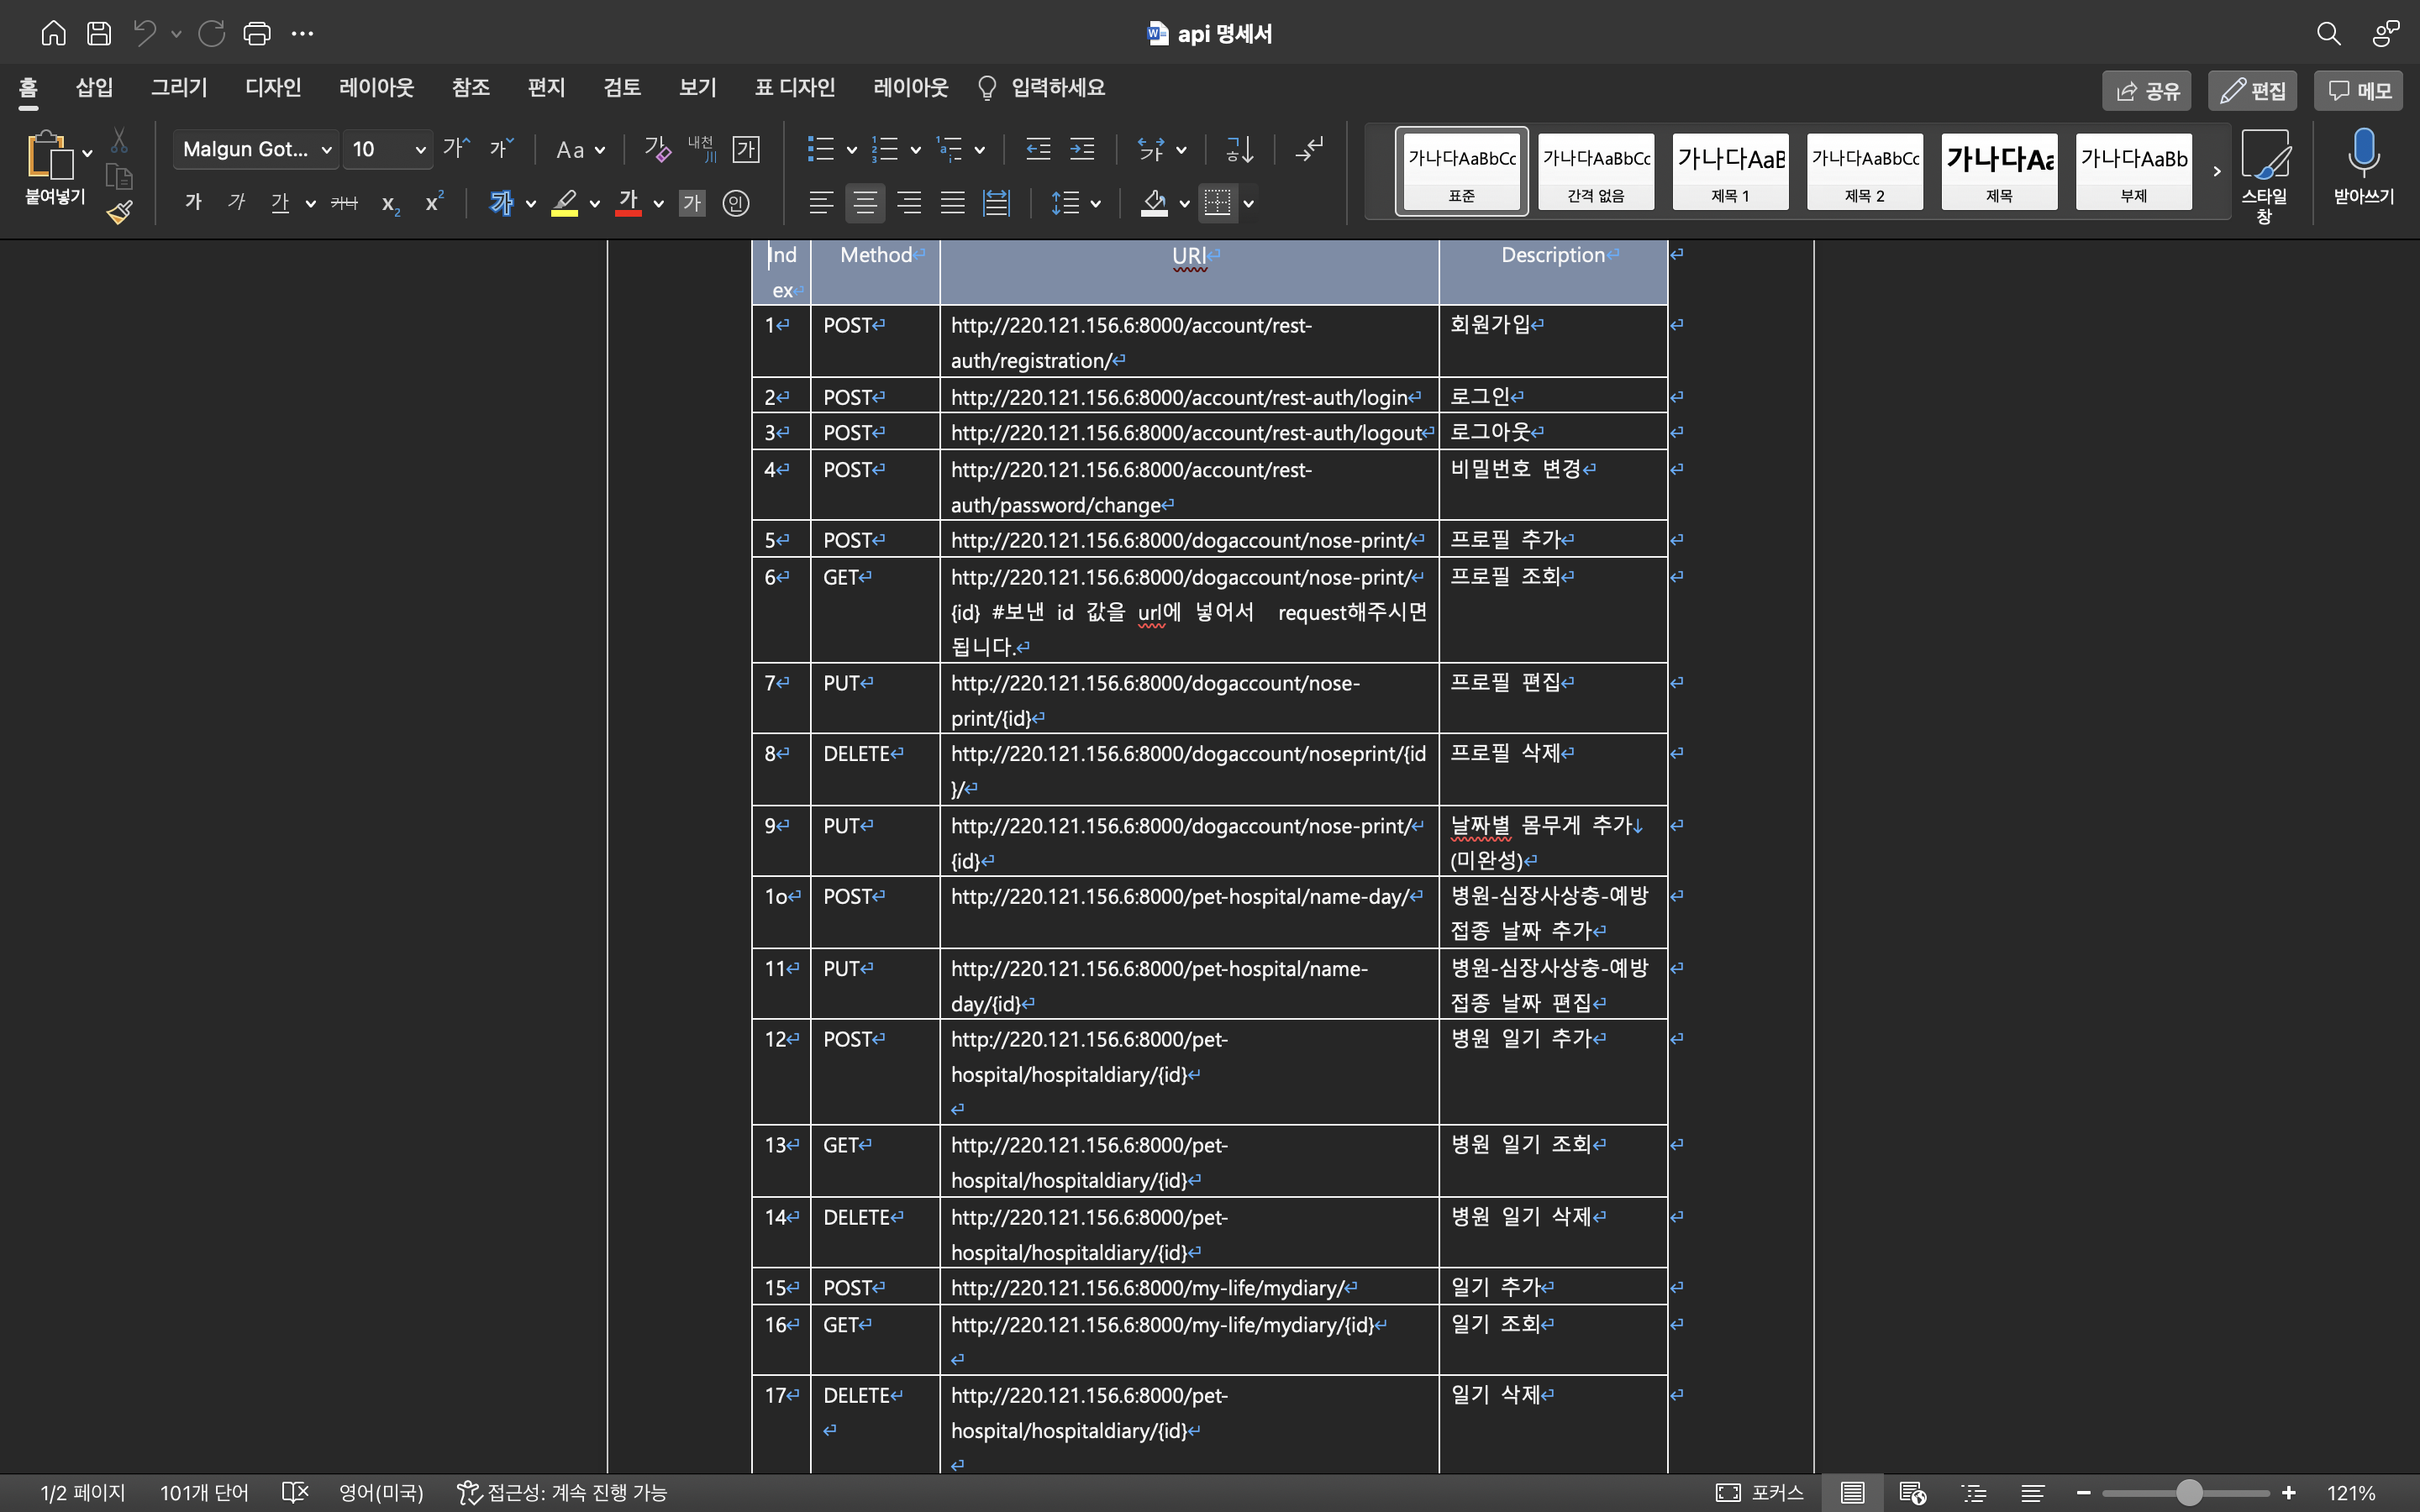 api 명세서
홈 삽입 그리기 디자인 레이아웃 참조 편지 검토 보기 표 디자인 레이아웃 입력하세요
공유 편집 메모
붙여넣기
Malgun Got... 10 가 가 Aa 가 내천 가
가 가 가 가나 x₂ x² 가 가 가 인
가나다AaBbCc 표준
가나다AaBbCc 간격 없음
가나다AaB 제목 1
가나다AaBbCc 제목 2
가나다Aa 제목
가나다AaBb 부제
스타일
창
받아쓰기
Ind Method URI Description
ex
1 POST http://220.121.156.6:8000/account/rest- 회원가입
auth/registration/
2 POST http://220.121.156.6:8000/account/rest-auth/login 로그인
3 POST http://220.121.156.6:8000/account/rest-auth/logout 로그아웃
4 POST http://220.121.156.6:8000/account/rest- 비밀번호 변경
auth/password/change
5 POST http://220.121.156.6:8000/dogaccount/nose-print/ 프로필 추가
6 GET http://220.121.156.6:8000/dogaccount/nose-print/ 프로필 조회
{id} #보낸 id 값을 url에 넣어서 request해주시면
됩니다.
7 PUT http://220.121.156.6:8000/dogaccount/nose- 프로필 편집
print/{id}
8 DELETE http://220.121.156.6:8000/dogaccount/noseprint/{id 프로필 삭제
}/
9 PUT http://220.121.156.6:8000/dogaccount/nose-print/ 날짜별 몸무게 추가
{id} (미완성)
1o POST http://220.121.156.6:8000/pet-hospital/name-day/ 병원-심장사상충-예방
접종 날짜 추가
11 PUT http://220.121.156.6:8000/pet-hospital/name- 병원-심장사상충-예방
day/{id} 접종 날짜 편집
12 POST http://220.121.156.6:8000/pet- 병원 일기 추가
hospital/hospitaldiary/{id}
13 GET http://220.121.156.6:8000/pet- 병원 일기 조회
hospital/hospitaldiary/{id}
14 DELETE http://220.121.156.6:8000/pet- 병원 일기 삭제
hospital/hospitaldiary/{id}
15 POST http://220.121.156.6:8000/my-life/mydiary/ 일기 추가
16 GET http://220.121.156.6:8000/my-life/mydiary/{id} 일기 조회
17 DELETE http://220.121.156.6:8000/pet- 일기 삭제
hospital/hospitaldiary/{id}
1/2 페이지 101개 단어 영어(미국) 접근성: 계속 진행 가능 포커스 121%